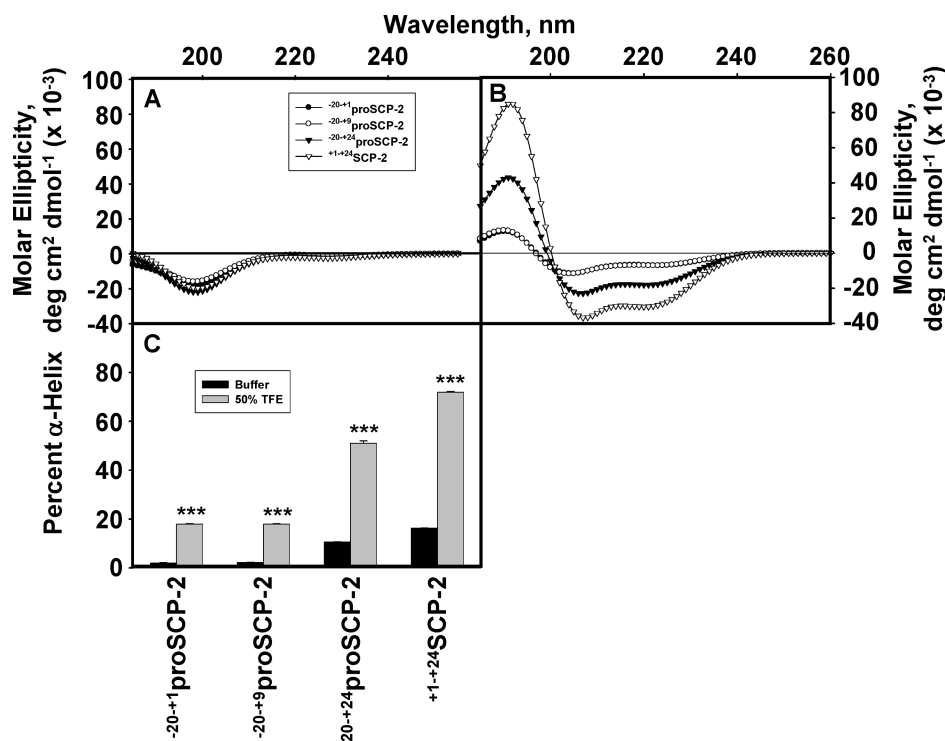 Wavelength, nm
200 220 240
200 220 240 260
Molar Ellipticity,
deg cm² dmol⁻¹ (x 10⁻³)
100
80
60
40
20
0
-20
-40
A
⁻²⁰⁻⁺¹proSCP-2
⁻²⁰⁻⁺⁹proSCP-2
⁻²⁰⁻⁺²⁴proSCP-2
⁺¹⁻⁺²⁴SCP-2
B
100
80
60
40
20
0
-20
-40
Molar Ellipticity,
deg cm² dmol⁻¹ (x 10⁻³)
Percent α-Helix
80
60
40
20
0
C
Buffer
50% TFE
***
***
***
***
⁻²⁰⁻⁺¹proSCP-2
⁻²⁰⁻⁺⁹proSCP-2
²⁰⁻⁺²⁴proSCP-2
⁺¹⁻⁺²⁴SCP-2